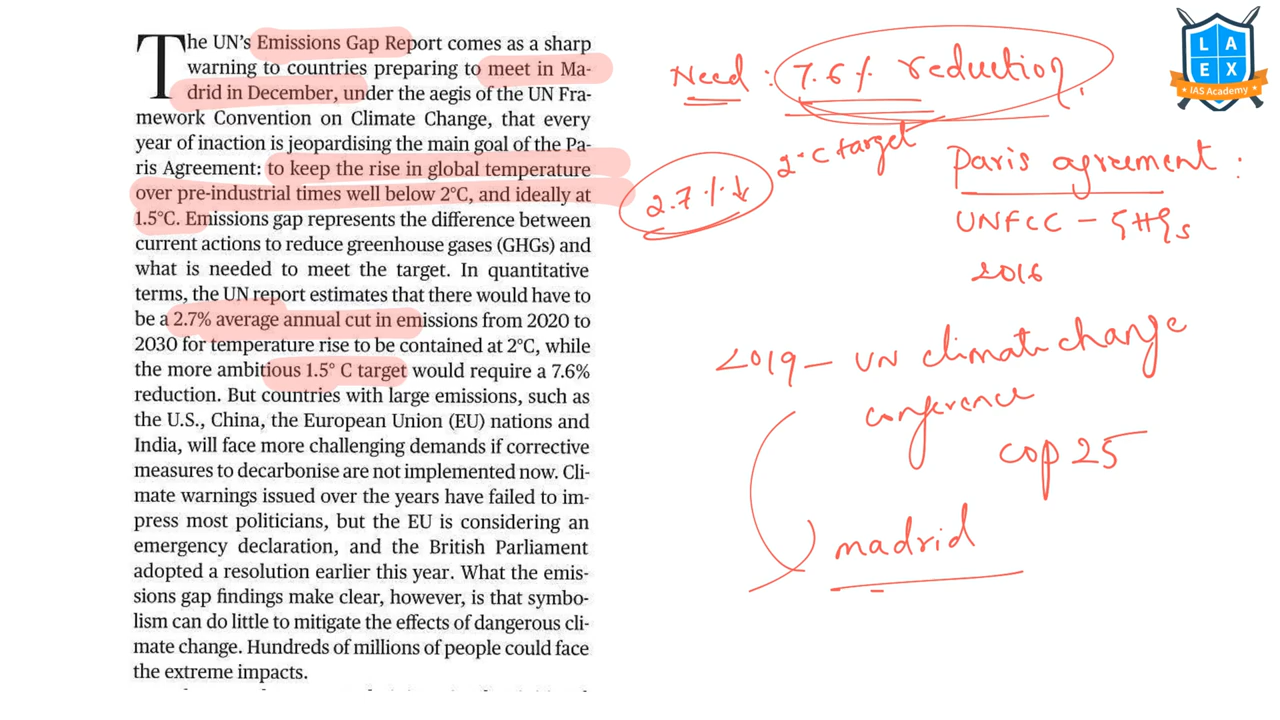 The UN's Emissions Gap Report comes as a sharp
warning to countries preparing to meet in Ma-
drid in December, under the aegis of the UN Fra-
mework Convention on Climate Change, that every
year of inaction is jeopardising the main goal of the Pa-
ris Agreement: to keep the rise in global temperature
over pre-industrial times well below 2°C, and ideally at
1.5°C. Emissions gap represents the difference between
current actions to reduce greenhouse gases (GHGs) and
what is needed to meet the target. In quantitative
terms, the UN report estimates that there would have to
be a 2.7% average annual cut in emissions from 2020 to
2030 for temperature rise to be contained at 2°C, while
the more ambitious 1.5° C target would require a 7.6%
reduction. But countries with large emissions, such as
the U.S., China, the European Union (EU) nations and
India, will face more challenging demands if corrective
measures to decarbonise are not implemented now. Cli-
mate warnings issued over the years have failed to im-
press most politicians, but the EU is considering an
emergency declaration, and the British Parliament
adopted a resolution earlier this year. What the emis-
sions gap findings make clear, however, is that symbo-
lism can do little to mitigate the effects of dangerous cli-
mate change. Hundreds of millions of people could face
the extreme impacts.
Need : 7.6% reduction
2.7% ↓
2°C target
Paris agreement :
UNFCC - GHGs
2016
2019 - UN climate change
conference
COP 25
madrid
L A
E X
IAS Academy